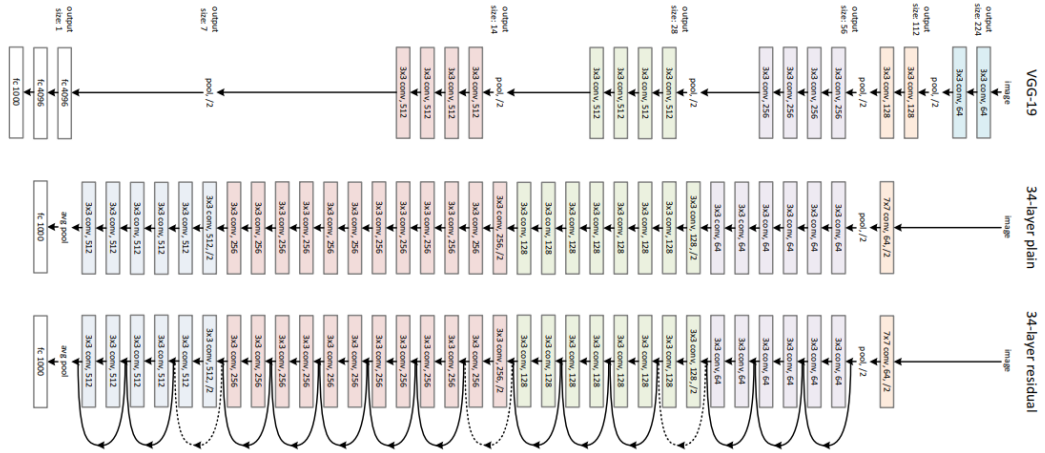 output
size: 224
output
size: 112
output
size: 56
output
size: 28
output
size: 14
output
size: 7
output
size: 1
VGG-19
image
3x3 conv, 64
3x3 conv, 64
pool, /2
3x3 conv, 128
3x3 conv, 128
pool, /2
3x3 conv, 256
3x3 conv, 256
3x3 conv, 256
3x3 conv, 256
pool, /2
3x3 conv, 512
3x3 conv, 512
3x3 conv, 512
3x3 conv, 512
pool, /2
3x3 conv, 512
3x3 conv, 512
3x3 conv, 512
3x3 conv, 512
pool, /2
fc 4096
fc 4096
fc 1000
34-layer plain
image
7x7 conv, 64, /2
pool, /2
3x3 conv, 64
3x3 conv, 64
3x3 conv, 64
3x3 conv, 64
3x3 conv, 64
3x3 conv, 64
3x3 conv, 128, /2
3x3 conv, 128
3x3 conv, 128
3x3 conv, 128
3x3 conv, 128
3x3 conv, 128
3x3 conv, 128
3x3 conv, 128
3x3 conv, 256, /2
3x3 conv, 256
3x3 conv, 256
3x3 conv, 256
3x3 conv, 256
3x3 conv, 256
3x3 conv, 256
3x3 conv, 256
3x3 conv, 256
3x3 conv, 256
3x3 conv, 256
3x3 conv, 256
3x3 conv, 512, /2
3x3 conv, 512
3x3 conv, 512
3x3 conv, 512
3x3 conv, 512
3x3 conv, 512
avg pool
fc 1000
34-layer residual
image
7x7 conv, 64, /2
pool, /2
3x3 conv, 64
3x3 conv, 64
3x3 conv, 64
3x3 conv, 64
3x3 conv, 64
3x3 conv, 64
3x3 conv, 128, /2
3x3 conv, 128
3x3 conv, 128
3x3 conv, 128
3x3 conv, 128
3x3 conv, 128
3x3 conv, 128
3x3 conv, 128
3x3 conv, 256, /2
3x3 conv, 256
3x3 conv, 256
3x3 conv, 256
3x3 conv, 256
3x3 conv, 256
3x3 conv, 256
3x3 conv, 256
3x3 conv, 256
3x3 conv, 256
3x3 conv, 256
3x3 conv, 256
3x3 conv, 512, /2
3x3 conv, 512
3x3 conv, 512
3x3 conv, 512
3x3 conv, 512
3x3 conv, 512
avg pool
fc 1000